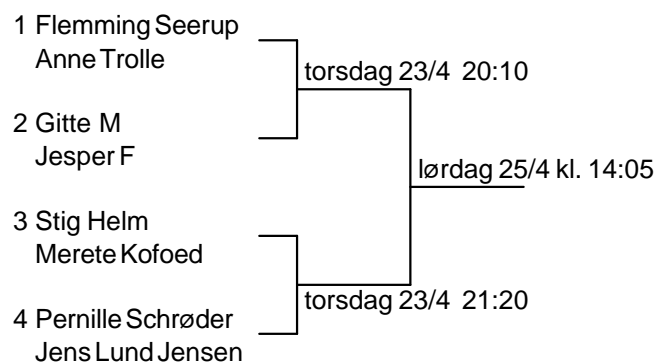 1 Flemming Seerup
Anne Trolle
torsdag 23/4 20:10
2 Gitte M
Jesper F
lørdag 25/4 kl. 14:05
3 Stig Helm
Merete Kofoed
torsdag 23/4 21:20
4 Pernille Schrøder
Jens Lund Jensen